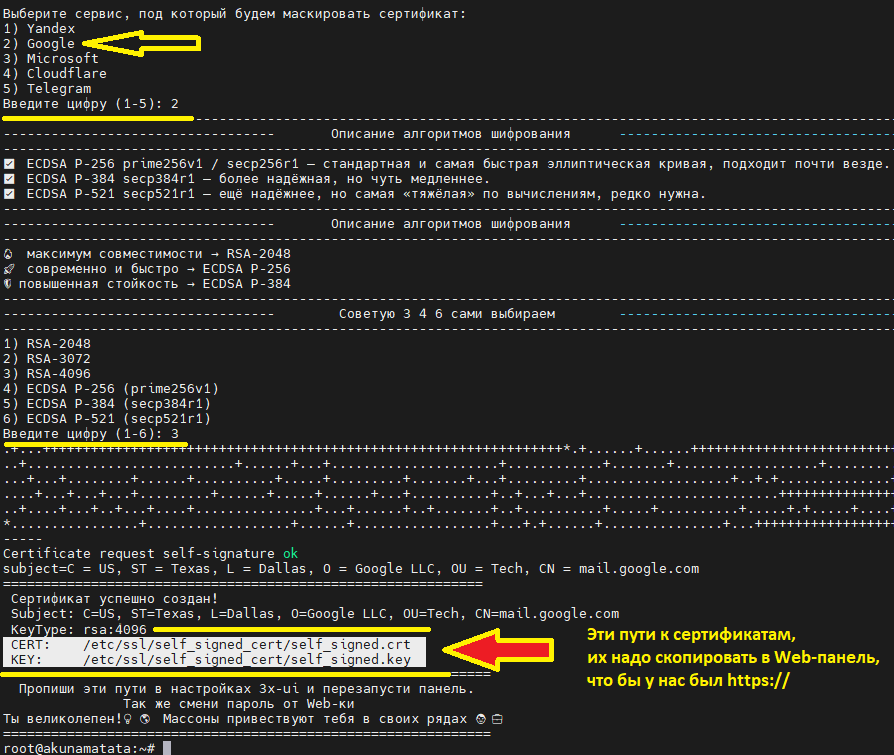 Выберите сервис, под который будем маскировать сертификат:
1) Yandex
2) Google
3) Microsoft
4) Cloudflare
5) Telegram
Введите цифру (1-5): 2
Описание алгоритмов шифрования
ECDSA P-256 prime256v1 / secp256r1 — стандартная и самая быстрая эллиптическая кривая, подходит почти везде.
ECDSA P-384 secp384r1 — более надёжная, но чуть медленнее.
ECDSA P-521 secp521r1 — ещё надёжнее, но самая «тяжёлая» по вычислениям, редко нужна.
Описание алгоритмов шифрования
максимум совместимости → RSA-2048
современно и быстро → ECDSA P-256
повышенная стойкость → ECDSA P-384
Советую 3 4 6 сами выбираем
1) RSA-2048
2) RSA-3072
3) RSA-4096
4) ECDSA P-256 (prime256v1)
5) ECDSA P-384 (secp384r1)
6) ECDSA P-521 (secp521r1)
Введите цифру (1-6): 3
-----
Certificate request self-signature ok
subject=C = US, ST = Texas, L = Dallas, O = Google LLC, OU = Tech, CN = mail.google.com
Сертификат успешно создан!
Subject: C=US, ST=Texas, L=Dallas, O=Google LLC, OU=Tech, CN=mail.google.com
KeyType: rsa:4096
CERT: /etc/ssl/self_signed_cert/self_signed.crt
KEY: /etc/ssl/self_signed_cert/self_signed.key
Эти пути к сертификатам,
их надо скопировать в Web-панель,
что бы у нас был https://
Пропиши эти пути в настройках 3x-ui и перезапусти панель.
Так же смени пароль от Web-ки
Ты великолепен! Массоны привествуют тебя в своих рядах
root@akunamatata:~#